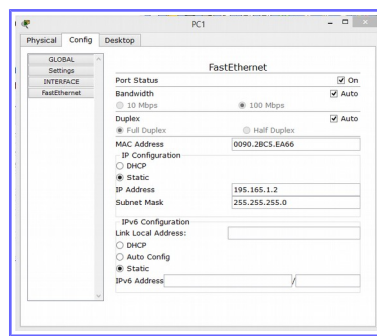 PC1
Physical Config Desktop
GLOBAL
Settings
INTERFACE
FastEthernet
FastEthernet
Port Status On
Bandwidth Auto
10 Mbps 100 Mbps
Duplex Auto
Full Duplex Half Duplex
MAC Address 0090.2BC5.EA66
IP Configuration
DHCP
Static
IP Address 195.165.1.2
Subnet Mask 255.255.255.0
IPv6 Configuration
Link Local Address:
DHCP
Auto Config
Static
IPv6 Address /